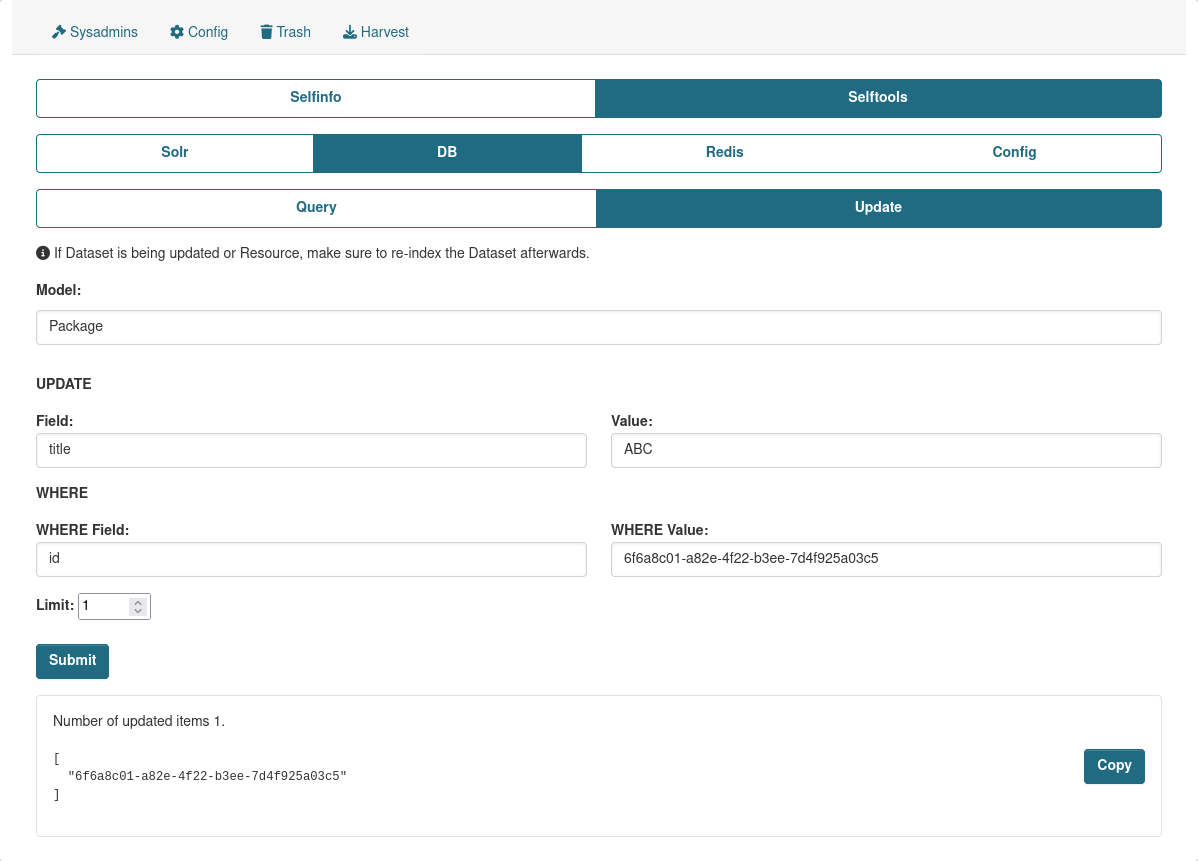 Sysadmins Config Trash Harvest
Selfinfo Selftools
Solr DB Redis Config
Query Update
If Dataset is being updated or Resource, make sure to re-index the Dataset afterwards.
Model:
Package
UPDATE
Field: Value:
title ABC
WHERE
WHERE Field: WHERE Value:
id 6f6a8c01-a82e-4f22-b3ee-7d4f925a03c5
Limit: 1
Submit
Number of updated items 1.
[
"6f6a8c01-a82e-4f22-b3ee-7d4f925a03c5"
]
Copy